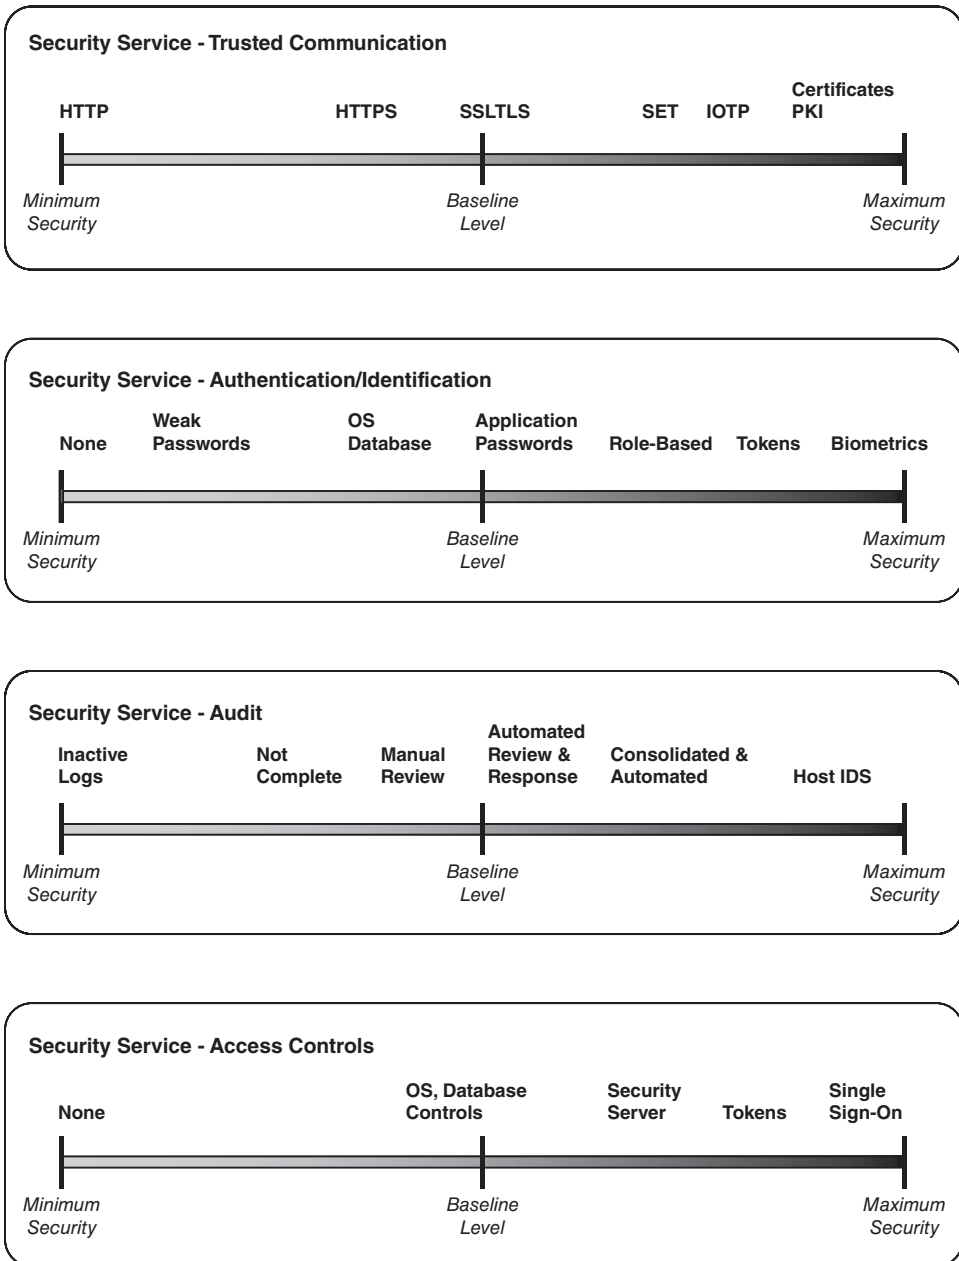 Security Service - Trusted Communication
Certificates
HTTP HTTPS SSLTLS SET IOTP PKI
Minimum Baseline Maximum
Security Level Security
Security Service - Authentication/Identification
Weak OS Application
None Passwords Database Passwords Role-Based Tokens Biometrics
Minimum Baseline Maximum
Security Level Security
Security Service - Audit
Automated
Inactive Not Manual Review & Consolidated &
Logs Complete Review Response Automated Host IDS
Minimum Baseline Maximum
Security Level Security
Security Service - Access Controls
OS, Database Security Single
None Controls Server Tokens Sign-On
Minimum Baseline Maximum
Security Level Security